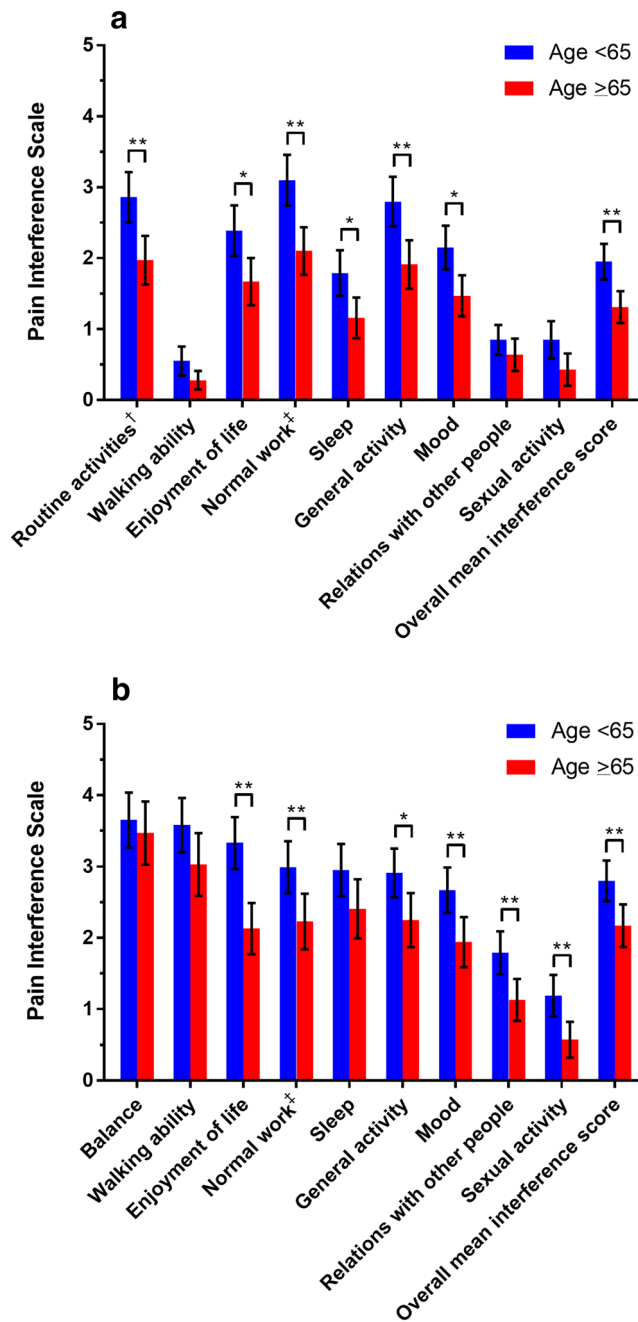 a
5
4
3
2
1
0
Pain Interference Scale
Age <65
Age ≥65
**
*
**
*
**
*
**
Routine activities†
Walking ability
Enjoyment of life
Normal work‡
Sleep
General activity
Mood
Relations with other people
Sexual activity
Overall mean interference score
b
5
4
3
2
1
0
Pain Interference Scale
Age <65
Age ≥65
**
**
*
**
**
**
**
Balance
Walking ability
Enjoyment of life
Normal work‡
Sleep
General activity
Mood
Relations with other people
Sexual activity
Overall mean interference score